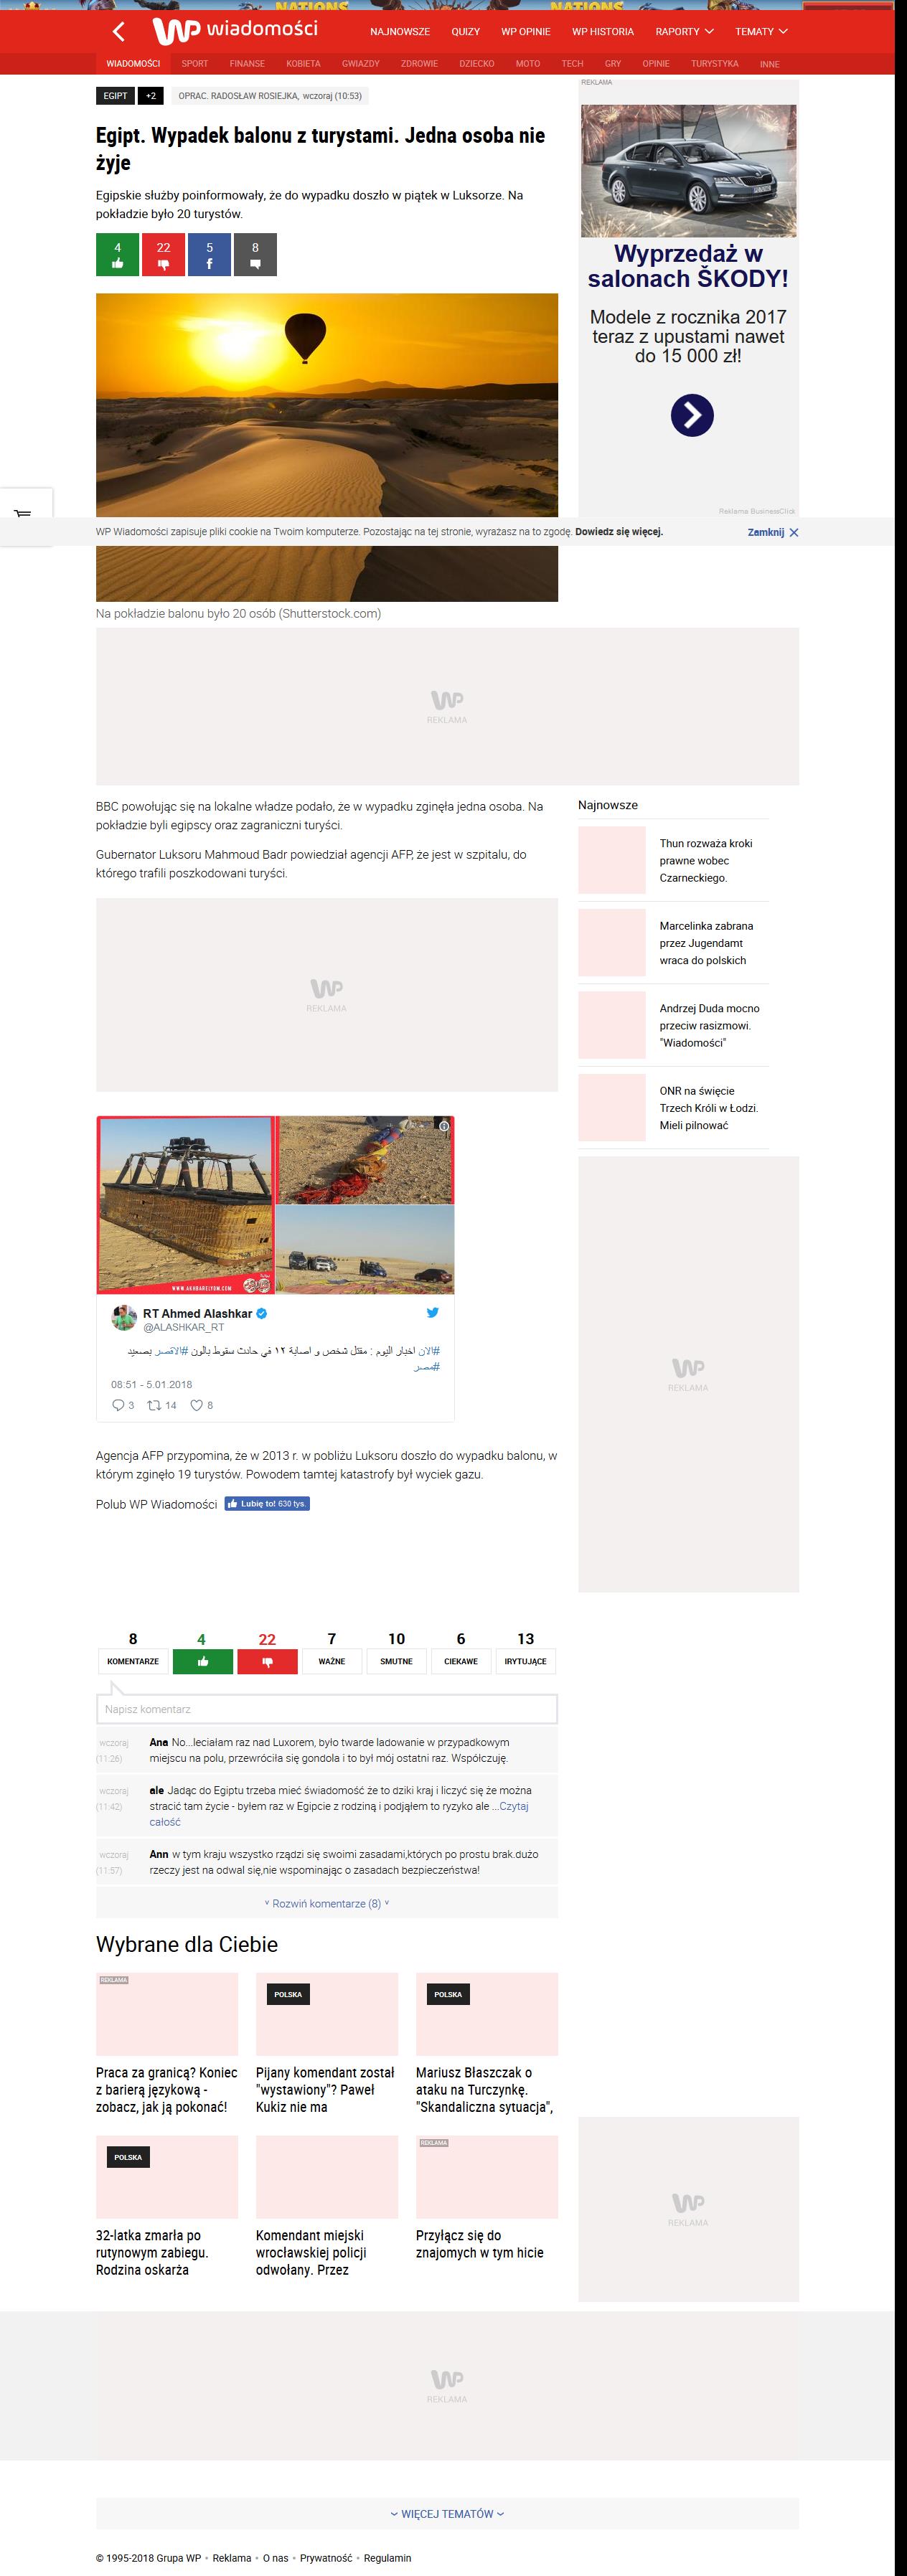 NATIONS
NATIONS
WP wiadomości
NAJNOWSZE
QUIZY
WP OPINIE
WP HISTORIA
RAPORTY
TEMATY
WIADOMOŚCI
SPORT
FINANSE
KOBIETA
GWIAZDY
ZDROWIE
DZIECKO
MOTO
TECH
GRY
OPINIE
TURYSTYKA
INNE
EGIPT
+2
OPRAC. RADOSŁAW ROSIEJKA, wczoraj (10:53)
Egipt. Wypadek balonu z turystami. Jedna osoba nie
żyje
Egipskie służby poinformowały, że do wypadku doszło w piątek w Luksorze. Na
pokładzie było 20 turystów.
4
22
5
8
REKLAMA
Wyprzedaż w
salonach ŠKODY!
Modele z rocznika 2017
teraz z upustami nawet
do 15 000 zł!
Reklama BusinessClick
WP Wiadomości zapisuje pliki cookie na Twoim komputerze. Pozostając na tej stronie, wyrażasz na to zgodę. Dowiedz się więcej.
Zamknij
Na pokładzie balonu było 20 osób (Shutterstock.com)
WP
REKLAMA
BBC powołując się na lokalne władze podało, że w wypadku zginęła jedna osoba. Na
pokładzie byli egipscy oraz zagraniczni turyści.
Gubernator Luksoru Mahmoud Badr powiedział agencji AFP, że jest w szpitalu, do
którego trafili poszkodowani turyści.
WP
REKLAMA
Najnowsze
Thun rozważa kroki
prawne wobec
Czarneckiego.
Marcelinka zabrana
przez Jugendamt
wraca do polskich
Andrzej Duda mocno
przeciw rasizmowi.
"Wiadomości"
ONR na święcie
Trzech Króli w Łodzi.
Mieli pilnować
WP
REKLAMA
WWW.AKHBARELYOM.COM
RT Ahmed Alashkar
@ALASHKAR_RT
#الان اخبار اليوم : مقتل شخص و اصابة ١٢ في حادث سقوط بالون #الاقصر بصعيد
#مصر
08:51 - 5.01.2018
3
14
8
Agencja AFP przypomina, że w 2013 r. w pobliżu Luksoru doszło do wypadku balonu, w
którym zginęło 19 turystów. Powodem tamtej katastrofy był wyciek gazu.
Polub WP Wiadomości
Lubię to! 630 tys.
8
4
22
7
10
6
13
KOMENTARZE
WAŻNE
SMUTNE
CIEKAWE
IRYTUJĄCE
Napisz komentarz
wczoraj
(11:26)
Ana No...leciałam raz nad Luxorem, było twarde ladowanie w przypadkowym
miejscu na polu, przewróciła się gondola i to był mój ostatni raz. Współczuję.
wczoraj
(11:42)
ale Jadąc do Egiptu trzeba mieć świadomość że to dziki kraj i liczyć się że można
stracić tam życie - byłem raz w Egipcie z rodziną i podjąłem to ryzyko ale ...Czytaj
całość
wczoraj
(11:57)
Ann w tym kraju wszystko rządzi się swoimi zasadami,których po prostu brak.dużo
rzeczy jest na odwal się,nie wspominając o zasadach bezpieczeństwa!
Rozwiń komentarze (8)
Wybrane dla Ciebie
REKLAMA
POLSKA
POLSKA
Praca za granicą? Koniec
z barierą językową -
zobacz, jak ją pokonać!
Pijany komendant został
"wystawiony"? Paweł
Kukiz nie ma
Mariusz Błaszczak o
ataku na Turczynkę.
"Skandaliczna sytuacja",
POLSKA
REKLAMA
32-latka zmarła po
rutynowym zabiegu.
Rodzina oskarża
Komendant miejski
wrocławskiej policji
odwołany. Przez
Przyłącz się do
znajomych w tym hicie
WP
REKLAMA
WP
REKLAMA
WIĘCEJ TEMATÓW
© 1995-2018 Grupa WP • Reklama • O nas • Prywatność • Regulamin